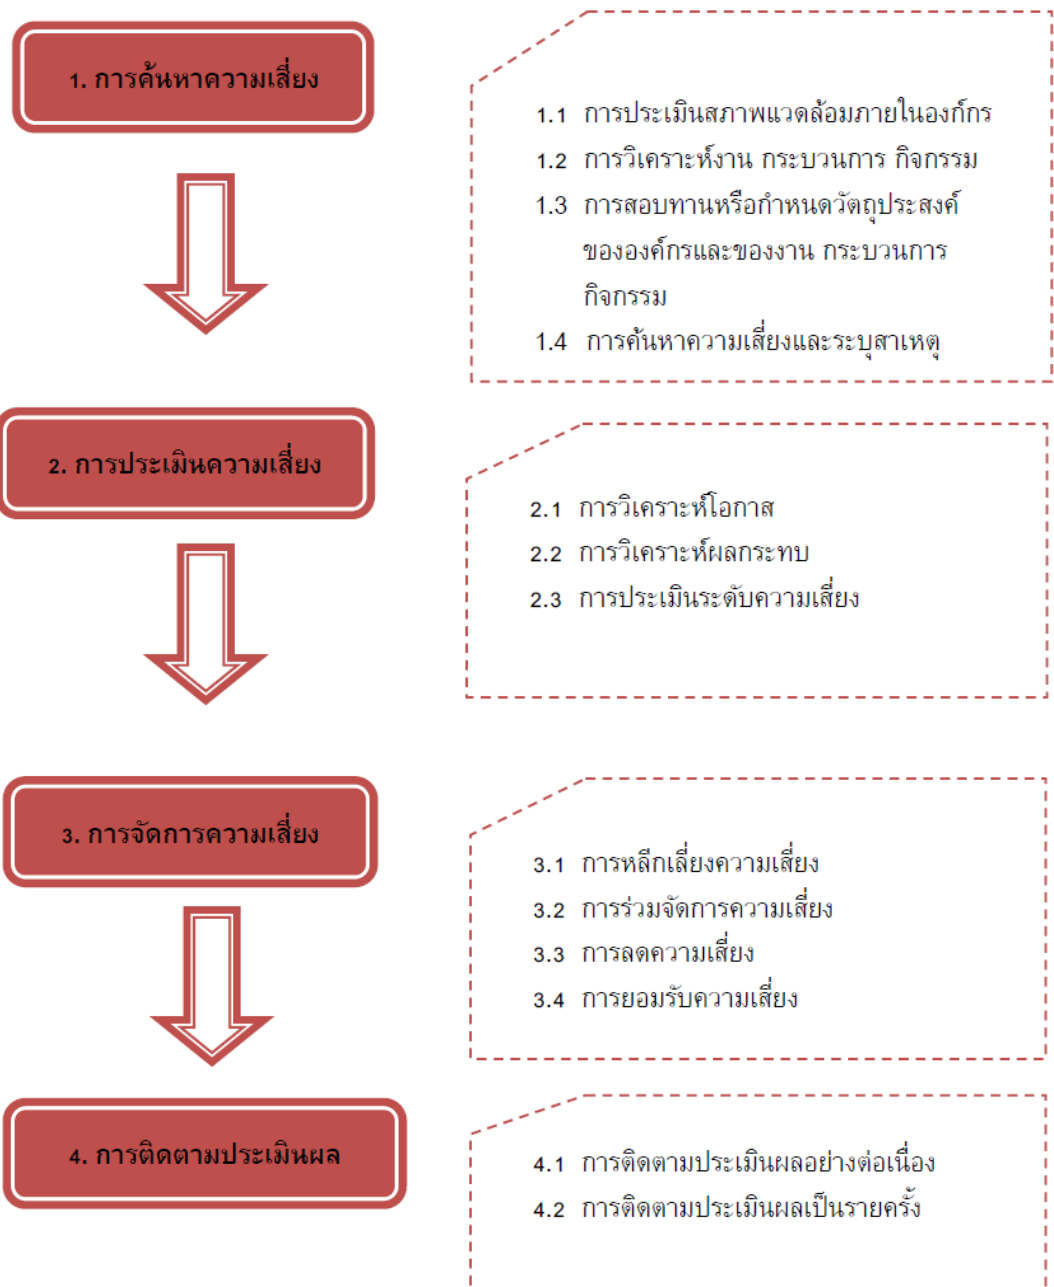 1. การค้นหาความเสี่ยง
1.1 การประเมินสภาพแวดล้อมภายในองก์กร
1.2 การวิเคราะห์งาน กระบวนการ กิจกรรม
1.3 การสอบทานหรือกำหนดวัตถุประสงค์
ขององค์กรและของงาน กระบวนการ
กิจกรรม
1.4 การค้นหาความเสี่ยงและระบุสาเหตุ
2. การประเมินความเสี่ยง
2.1 การวิเคราะห์โอกาส
2.2 การวิเคราะห์ผลกระทบ
2.3 การประเมินระดับความเสี่ยง
3. การจัดการความเสี่ยง
3.1 การหลีกเลี่ยงความเสี่ยง
3.2 การร่วมจัดการความเสี่ยง
3.3 การลดความเสี่ยง
3.4 การยอมรับความเสี่ยง
4. การติดตามประเมินผล
4.1 การติดตามประเมินผลอย่างต่อเนื่อง
4.2 การติดตามประเมินผลเป็นรายครั้ง